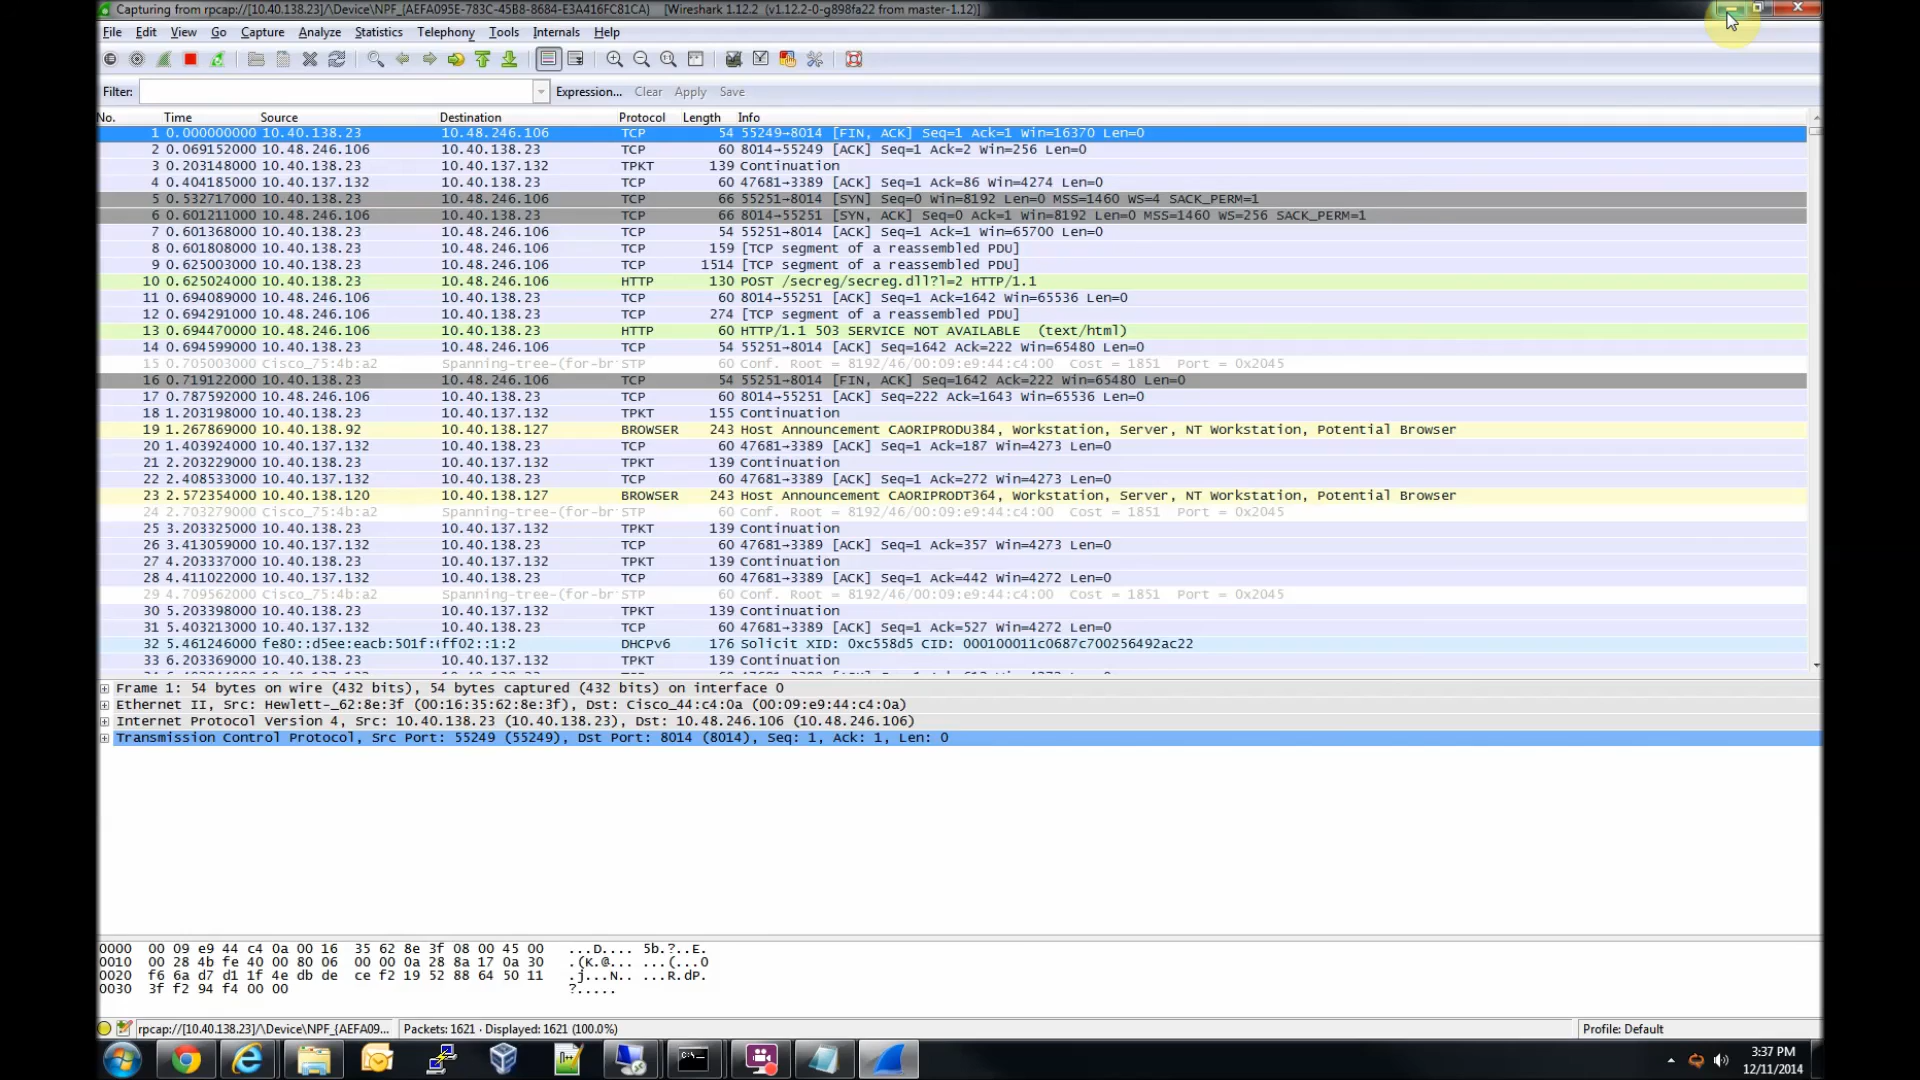 Capturing from rpcap://[10.40.138.23]/\Device\NPF_{AEFA095E-783C-45B8-8684-E3A416FC81CA) [Wireshark 1.12.2 (v1.12.2-0-g898fa22 from master-1.12)]
File Edit View Go Capture Analyze Statistics Telephony Tools Internals Help
Filter: Expression... Clear Apply Save
No. Time Source Destination Protocol Length Info
1 0.000000000 10.40.138.23 10.48.246.106 TCP 54 55249→8014 [FIN, ACK] Seq=1 Ack=1 Win=16370 Len=0
2 0.069152000 10.48.246.106 10.40.138.23 TCP 60 8014→55249 [ACK] Seq=1 Ack=2 Win=256 Len=0
3 0.203148000 10.40.138.23 10.40.137.132 TPKT 139 Continuation
4 0.404185000 10.40.137.132 10.40.138.23 TCP 60 47681→3389 [ACK] Seq=1 Ack=86 Win=4274 Len=0
5 0.532717000 10.40.138.23 10.48.246.106 TCP 66 55251→8014 [SYN] Seq=0 Win=8192 Len=0 MSS=1460 WS=4 SACK_PERM=1
6 0.601211000 10.48.246.106 10.40.138.23 TCP 66 8014→55251 [SYN, ACK] Seq=0 Ack=1 Win=8192 Len=0 MSS=1460 WS=256 SACK_PERM=1
7 0.601368000 10.40.138.23 10.48.246.106 TCP 54 55251→8014 [ACK] Seq=1 Ack=1 Win=65700 Len=0
8 0.601808000 10.40.138.23 10.48.246.106 TCP 159 [TCP segment of a reassembled PDU]
9 0.625003000 10.40.138.23 10.48.246.106 TCP 1514 [TCP segment of a reassembled PDU]
10 0.625024000 10.40.138.23 10.48.246.106 HTTP 130 POST /secreg/secreg.dll?l=2 HTTP/1.1
11 0.694089000 10.48.246.106 10.40.138.23 TCP 60 8014→55251 [ACK] Seq=1 Ack=1642 Win=65536 Len=0
12 0.694291000 10.48.246.106 10.40.138.23 TCP 274 [TCP segment of a reassembled PDU]
13 0.694470000 10.48.246.106 10.40.138.23 HTTP 60 HTTP/1.1 503 SERVICE NOT AVAILABLE (text/html)
14 0.694599000 10.40.138.23 10.48.246.106 TCP 54 55251→8014 [ACK] Seq=1642 Ack=222 Win=65480 Len=0
15 0.705003000 Cisco_75:4b:a2 Spanning-tree-(for-br STP 60 Conf. Root = 8192/46/00:09:e9:44:c4:00 Cost = 1851 Port = 0x2045
16 0.719122000 10.40.138.23 10.48.246.106 TCP 54 55251→8014 [FIN, ACK] Seq=1642 Ack=222 Win=65480 Len=0
17 0.787592000 10.48.246.106 10.40.138.23 TCP 60 8014→55251 [ACK] Seq=222 Ack=1643 Win=65536 Len=0
18 1.203198000 10.40.138.23 10.40.137.132 TPKT 155 Continuation
19 1.267869000 10.40.138.92 10.40.138.127 BROWSER 243 Host Announcement CAORIPRODU384, Workstation, Server, NT Workstation, Potential Browser
20 1.403924000 10.40.137.132 10.40.138.23 TCP 60 47681→3389 [ACK] Seq=1 Ack=187 Win=4273 Len=0
21 2.203229000 10.40.138.23 10.40.137.132 TPKT 139 Continuation
22 2.408533000 10.40.137.132 10.40.138.23 TCP 60 47681→3389 [ACK] Seq=1 Ack=272 Win=4273 Len=0
23 2.572354000 10.40.138.120 10.40.138.127 BROWSER 243 Host Announcement CAORIPRODT364, Workstation, Server, NT Workstation, Potential Browser
24 2.703279000 Cisco_75:4b:a2 Spanning-tree-(for-br STP 60 Conf. Root = 8192/46/00:09:e9:44:c4:00 Cost = 1851 Port = 0x2045
25 3.203325000 10.40.138.23 10.40.137.132 TPKT 139 Continuation
26 3.413059000 10.40.137.132 10.40.138.23 TCP 60 47681→3389 [ACK] Seq=1 Ack=357 Win=4273 Len=0
27 4.203337000 10.40.138.23 10.40.137.132 TPKT 139 Continuation
28 4.411022000 10.40.137.132 10.40.138.23 TCP 60 47681→3389 [ACK] Seq=1 Ack=442 Win=4272 Len=0
29 4.709562000 Cisco_75:4b:a2 Spanning-tree-(for-br STP 60 Conf. Root = 8192/46/00:09:e9:44:c4:00 Cost = 1851 Port = 0x2045
30 5.203398000 10.40.138.23 10.40.137.132 TPKT 139 Continuation
31 5.403213000 10.40.137.132 10.40.138.23 TCP 60 47681→3389 [ACK] Seq=1 Ack=527 Win=4272 Len=0
32 5.461246000 fe80::d5ee:eacb:501f: ff02::1:2 DHCPv6 176 Solicit XID: 0xc558d5 CID: 000100011c0687c700256492ac22
33 6.203369000 10.40.138.23 10.40.137.132 TPKT 139 Continuation
Frame 1: 54 bytes on wire (432 bits), 54 bytes captured (432 bits) on interface 0
Ethernet II, Src: Hewlett-_62:8e:3f (00:16:35:62:8e:3f), Dst: Cisco_44:c4:0a (00:09:e9:44:c4:0a)
Internet Protocol Version 4, Src: 10.40.138.23 (10.40.138.23), Dst: 10.48.246.106 (10.48.246.106)
Transmission Control Protocol, Src Port: 55249 (55249), Dst Port: 8014 (8014), Seq: 1, Ack: 1, Len: 0
0000 00 09 e9 44 c4 0a 00 16 35 62 8e 3f 08 00 45 00 ...D.... 5b.?..E.
0010 00 28 4b fe 40 00 80 06 00 00 0a 28 8a 17 0a 30 .(K.@... ...(...0
0020 f6 6a d7 d1 1f 4e db de ce f2 19 52 88 64 50 11 .j...N.. ...R.dP.
0030 3f f2 94 f4 00 00 ?.....
rpcap://[10.40.138.23]/\Device\NPF_{AEFA09... Packets: 1621 · Displayed: 1621 (100.0%) Profile: Default
3:37 PM
12/11/2014